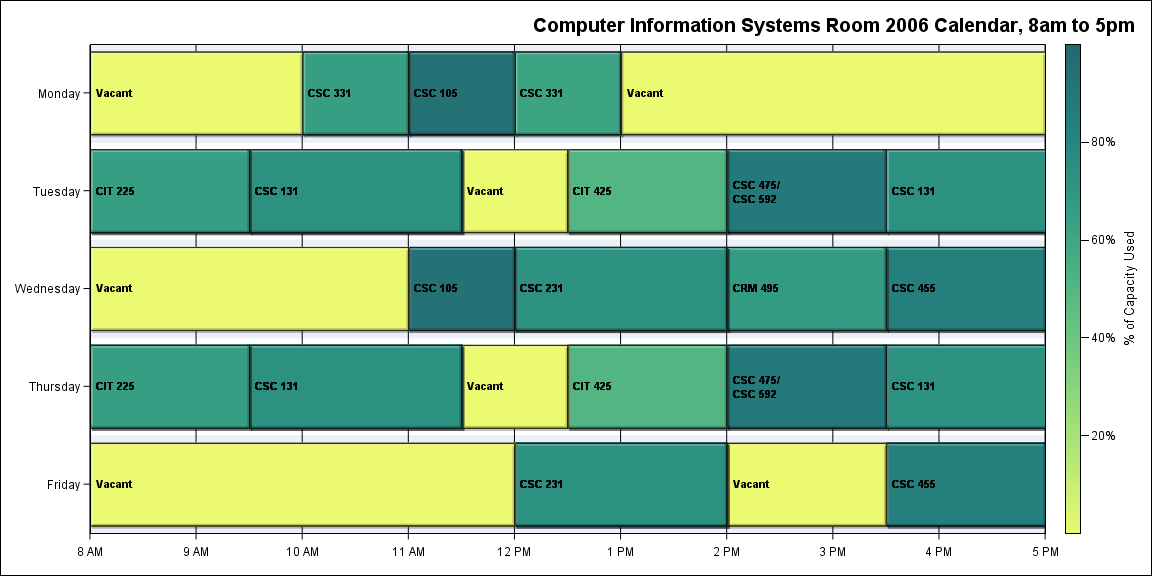 Computer Information Systems Room 2006 Calendar, 8am to 5pm
Monday
Vacant
CSC 331
CSC 105
CSC 331
Vacant
Tuesday
CIT 225
CSC 131
Vacant
CIT 425
CSC 475/
CSC 592
CSC 131
Wednesday
Vacant
CSC 105
CSC 231
CRM 495
CSC 455
Thursday
CIT 225
CSC 131
Vacant
CIT 425
CSC 475/
CSC 592
CSC 131
Friday
Vacant
CSC 231
Vacant
CSC 455
8 AM
9 AM
10 AM
11 AM
12 PM
1 PM
2 PM
3 PM
4 PM
5 PM
80%
60%
40%
20%
% of Capacity Used